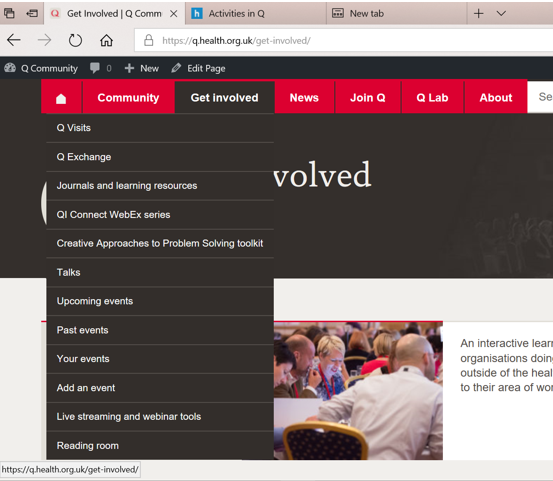 Get Involved | Q Comm
Activities in Q
New tab
https://q.health.org.uk/get-involved/
Q Community 0 New Edit Page
Community Get involved News Join Q Q Lab About Se
Q Visits
Q Exchange
volved
Journals and learning resources
QI Connect WebEx series
Creative Approaches to Problem Solving toolkit
Talks
Upcoming events
Past events
Your events
Add an event
Live streaming and webinar tools
Reading room
An interactive learn
organisations doing
outside of the heal
to their area of wor
https://q.health.org.uk/get-involved/